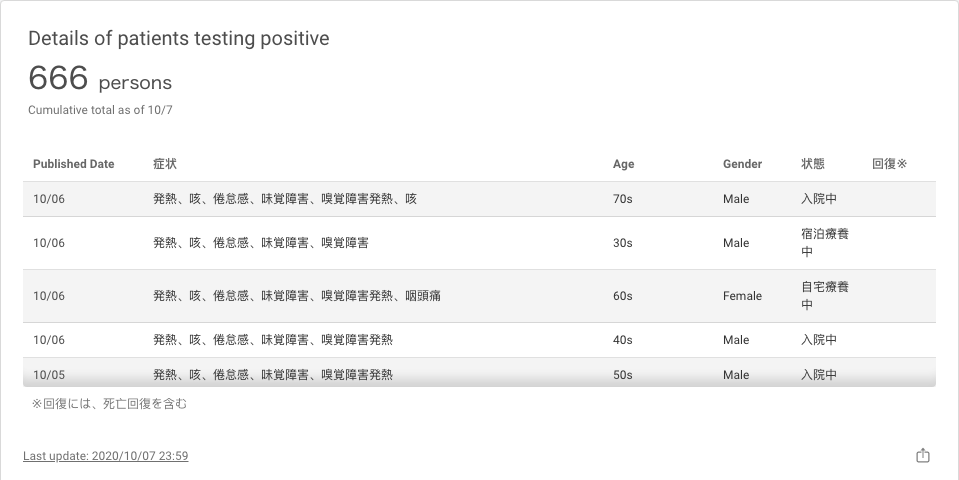 Details of patients testing positive
666 persons
Cumulative total as of 10/7
Published Date 症状 Age Gender 状態 回復※
10/06 発熱、咳、倦怠感、味覚障害、嗅覚障害発熱、咳 70s Male 入院中
10/06 発熱、咳、倦怠感、味覚障害、嗅覚障害 30s Male 宿泊療養
中
10/06 発熱、咳、倦怠感、味覚障害、嗅覚障害発熱、咽頭痛 60s Female 自宅療養
中
10/06 発熱、咳、倦怠感、味覚障害、嗅覚障害発熱 40s Male 入院中
10/05 発熱、咳、倦怠感、味覚障害、嗅覚障害発熱 50s Male 入院中
※回復には、死亡回復を含む
Last update: 2020/10/07 23:59